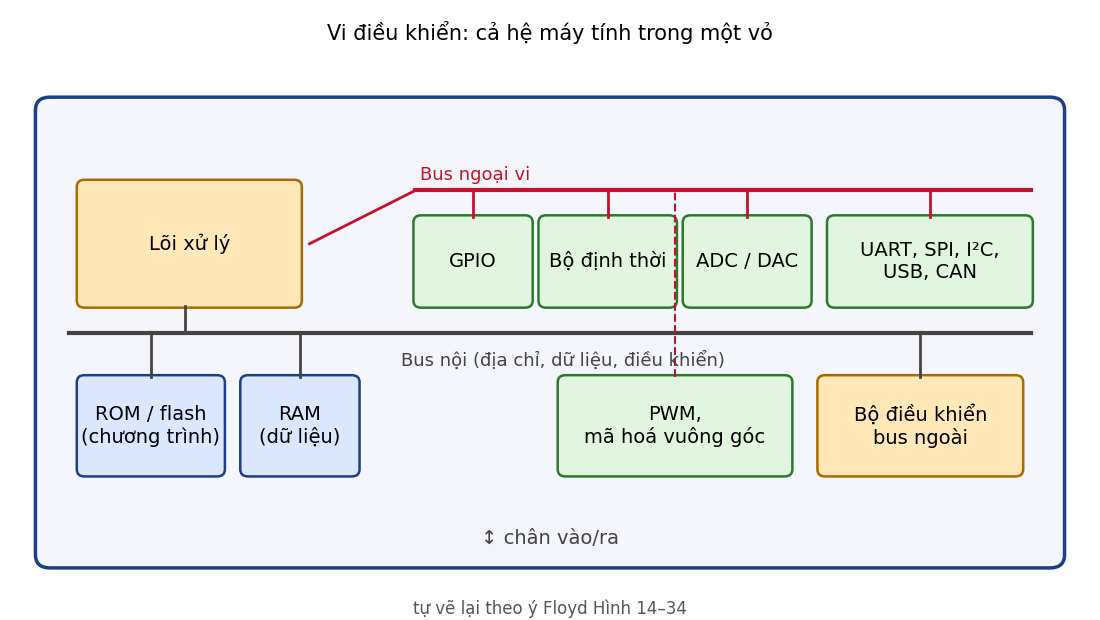 Vi điều khiển: cả hệ máy tính trong một vỏ
Bus ngoại vi
Lõi xử lý
GPIO
Bộ định thời
ADC / DAC
UART, SPI, I²C,
USB, CAN
Bus nội (địa chỉ, dữ liệu, điều khiển)
ROM / flash
(chương trình)
RAM
(dữ liệu)
PWM,
mã hoá vuông góc
Bộ điều khiển
bus ngoài
↕ chân vào/ra
tự vẽ lại theo ý Floyd Hình 14–34